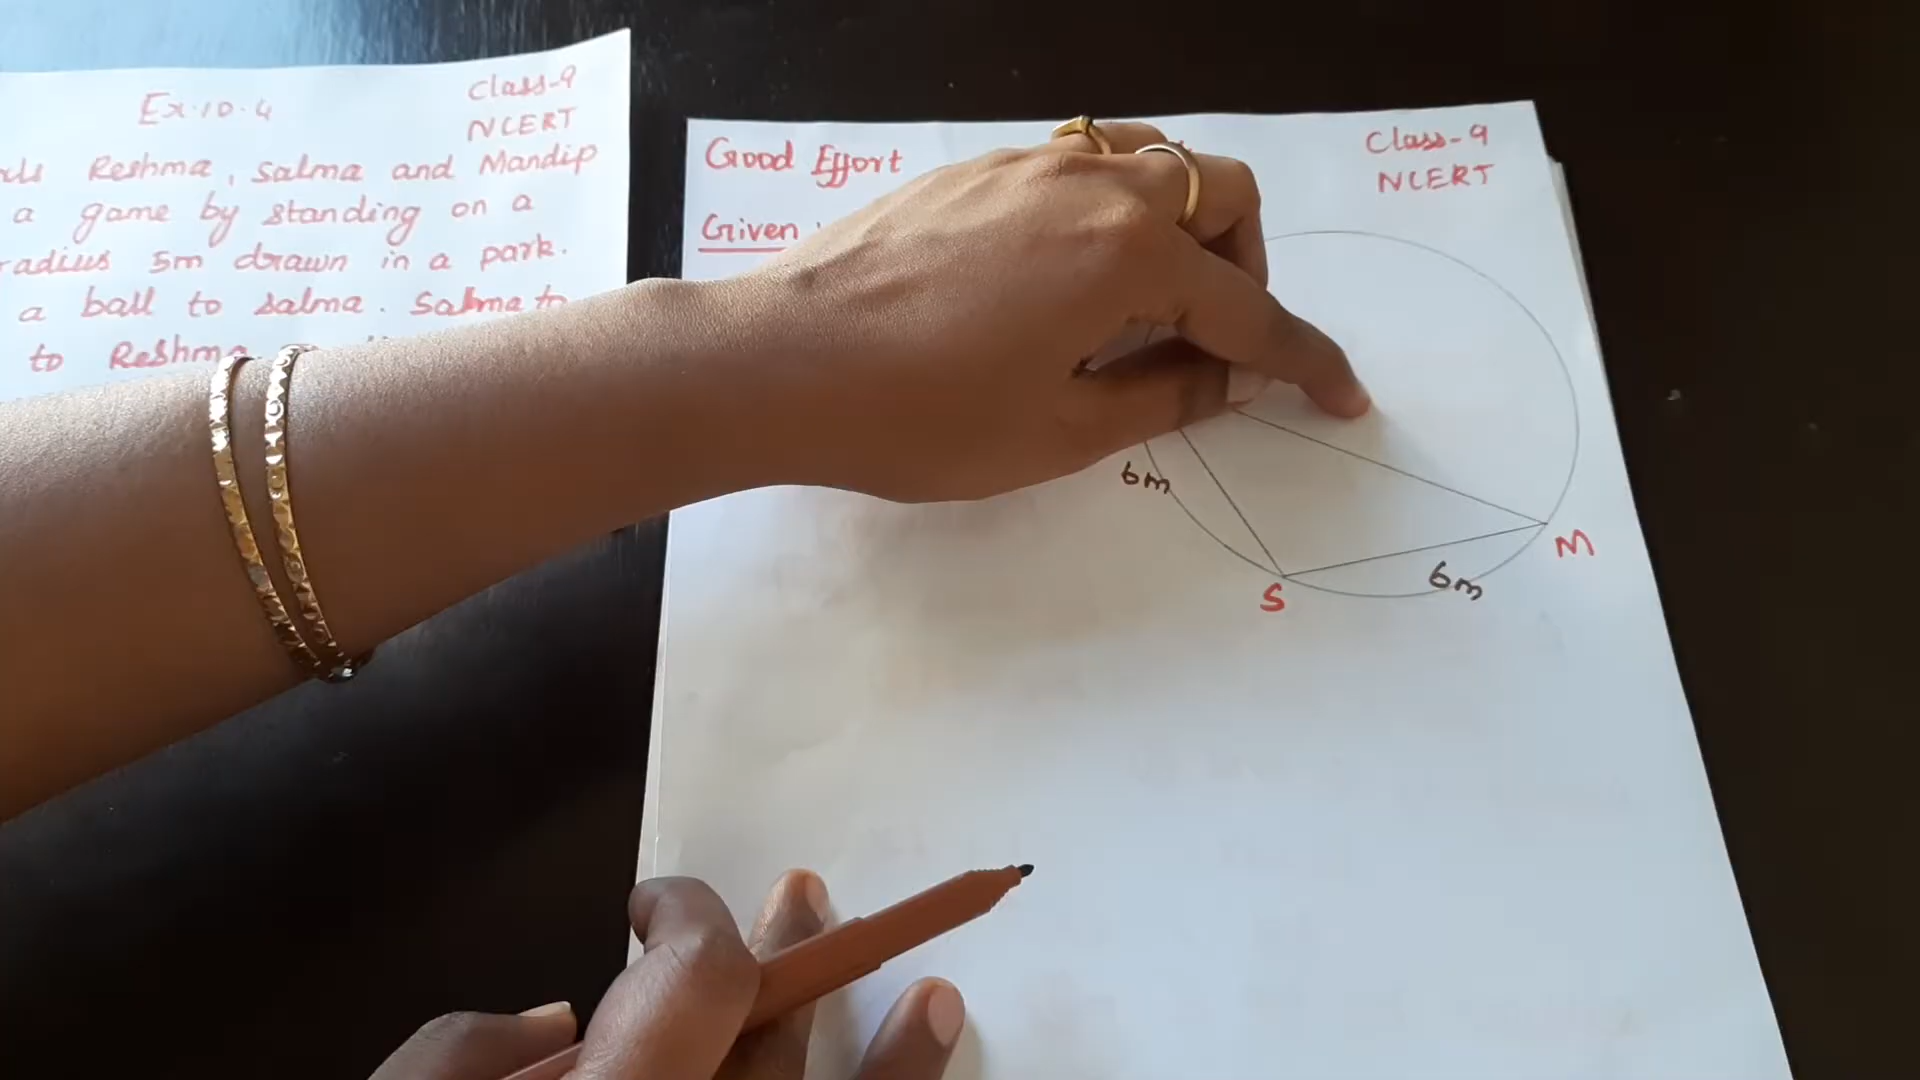 Ex.10.4
Class-9
NCERT
Reshma, Salma and Mandip
a game by standing on a
radius 5m drawn in a park.
a ball to Salma. Salma to
to Reshma
Good Effort
Class-9
NCERT
Given :
6m
M
6m
S